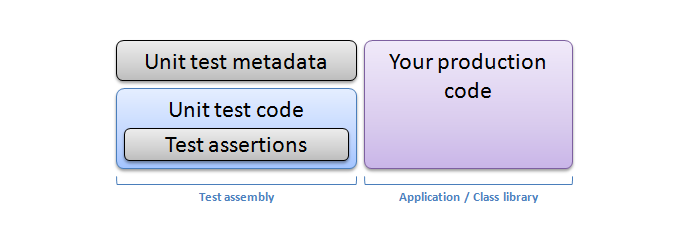 Unit test metadata
Unit test code
Test assertions
Your production
code
Test assembly
Application / Class library